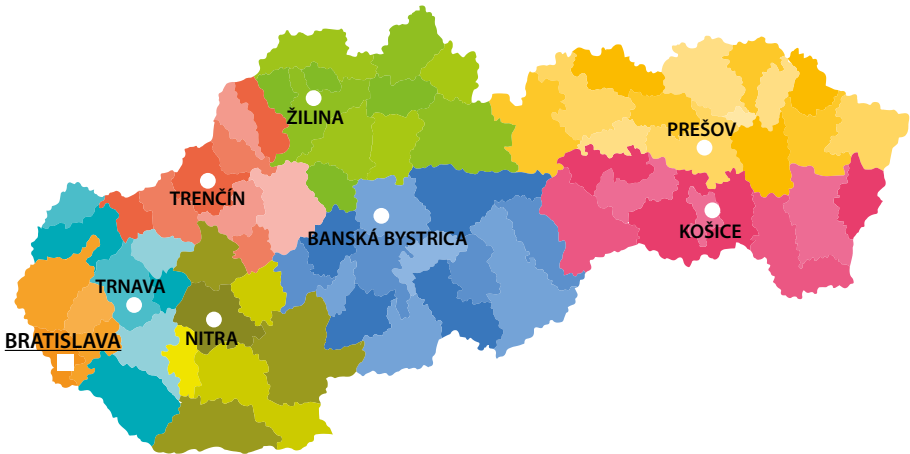 ŽILINA
PREŠOV
TRENČÍN
KOŠICE
BANSKÁ BYSTRICA
TRNAVA
NITRA
BRATISLAVA